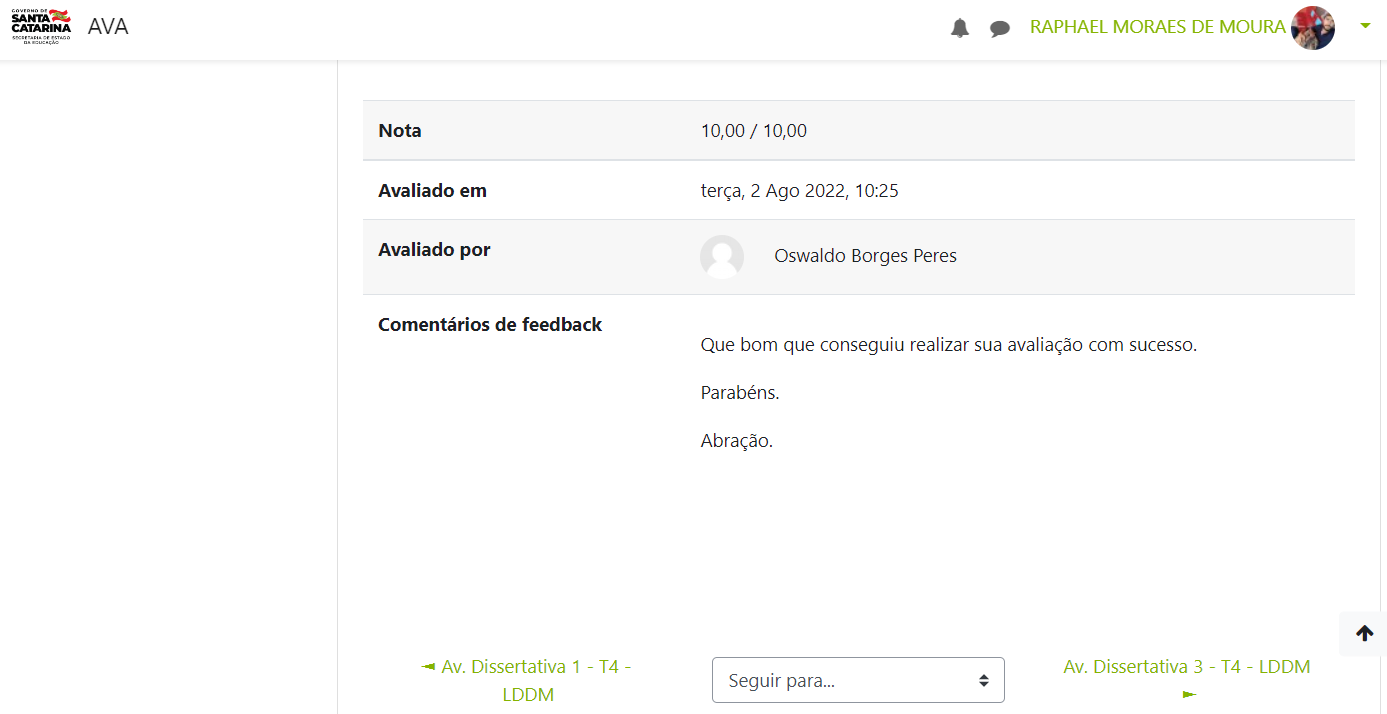 GOVERNO DE
SANTA
CATARINA
SECRETARIA DE ESTADO
DA EDUCAÇÃO
AVA
RAPHAEL MORAES DE MOURA
Nota
10,00 / 10,00
Avaliado em
terça, 2 Ago 2022, 10:25
Avaliado por
Oswaldo Borges Peres
Comentários de feedback
Que bom que conseguiu realizar sua avaliação com sucesso.
Parabéns.
Abração.
◄ Av. Dissertativa 1 - T4 -
LDDM
Seguir para...
Av. Dissertativa 3 - T4 - LDDM
►